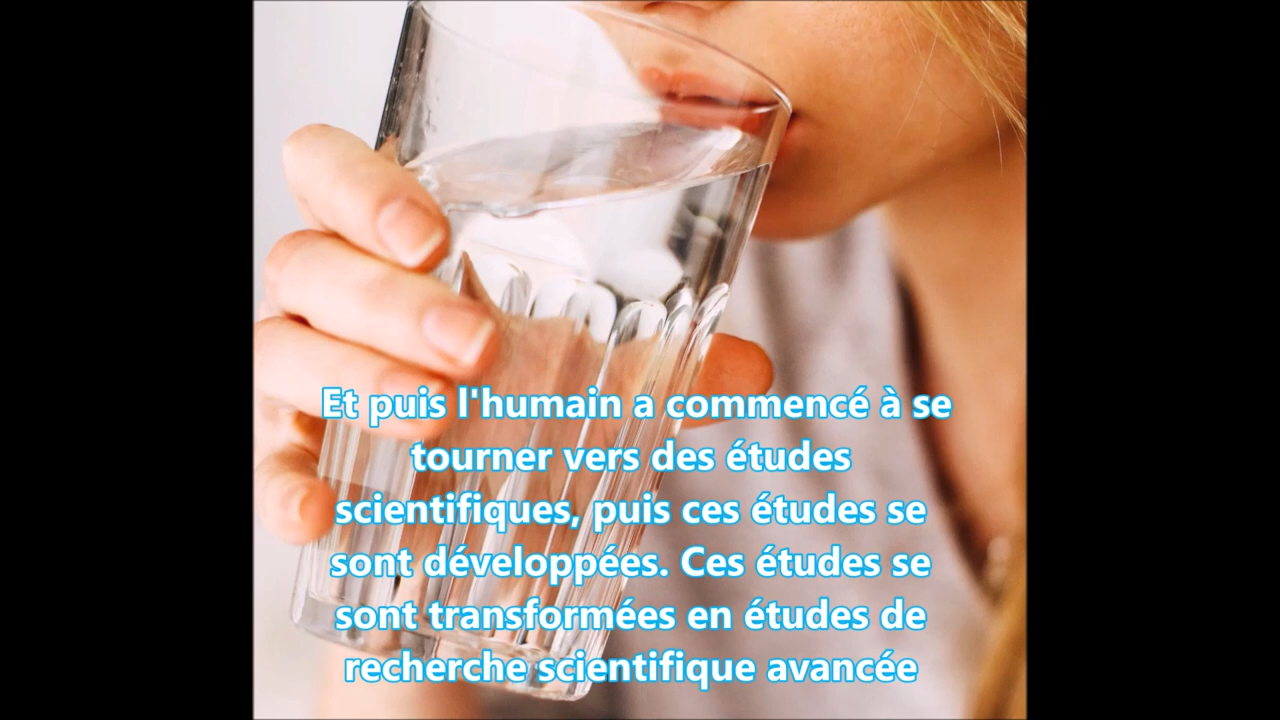 Et puis l'humain a commencé à se
tourner vers des études
scientifiques, puis ces études se
sont développées. Ces études se
sont transformées en études de
recherche scientifique avancée